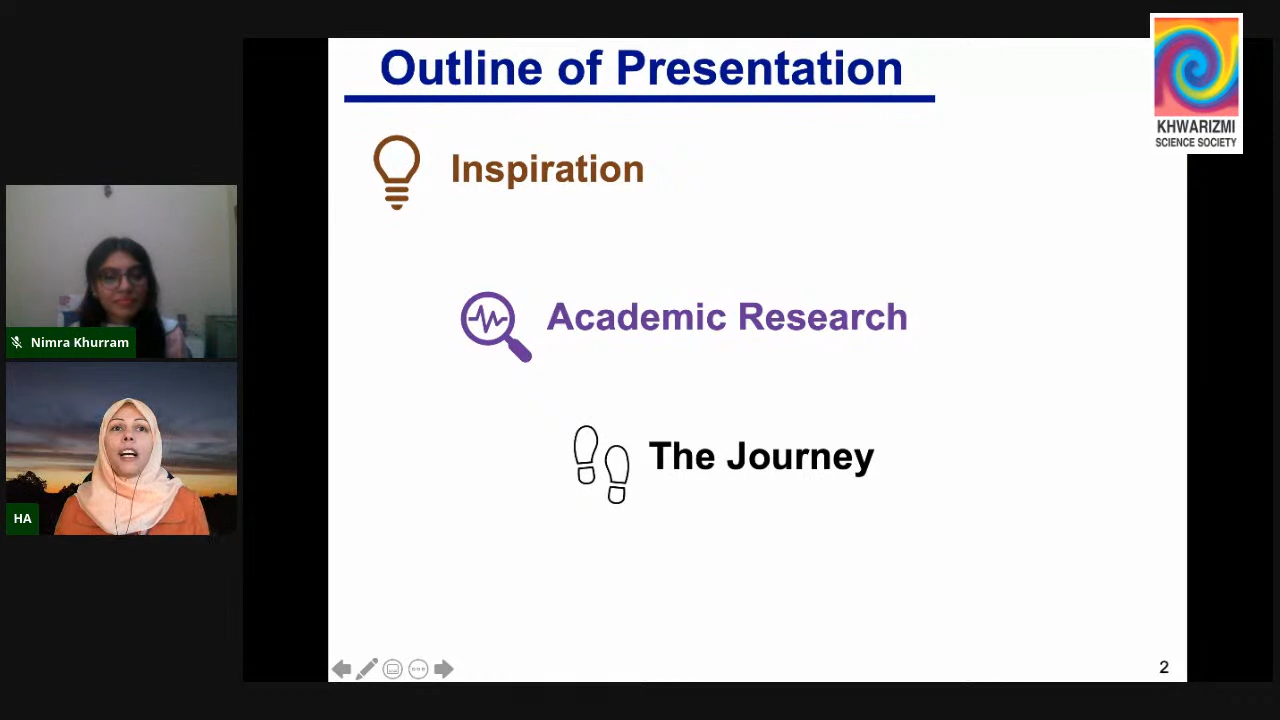 Outline of Presentation
KHWARIZMI
SCIENCE SOCIETY
Inspiration
Academic Research
The Journey
Nimra Khurram
HA
2